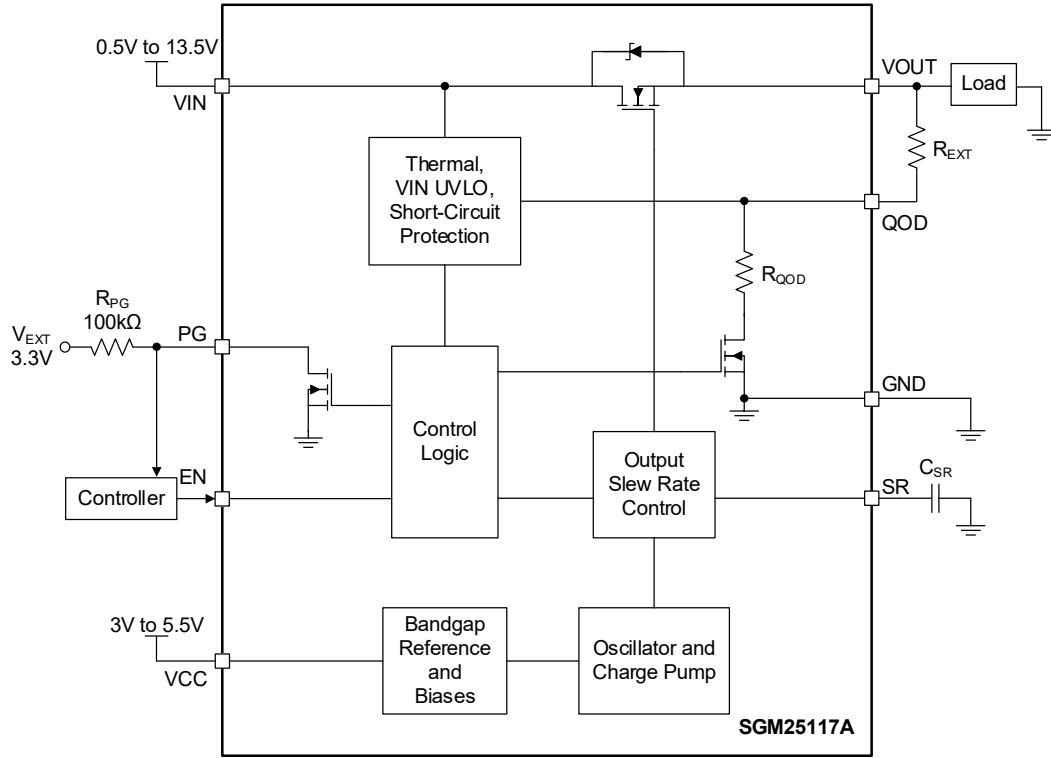 0.5V to 13.5V
VIN
VOUT
Load
R_EXT
QOD
Thermal,
VIN UVLO,
Short-Circuit
Protection
R_QOD
R_PG
100kΩ
V_EXT
3.3V
PG
GND
Control
Logic
Output
Slew Rate
Control
C_SR
SR
EN
Controller
3V to 5.5V
VCC
Bandgap
Reference
and
Biases
Oscillator and
Charge Pump
SGM25117A